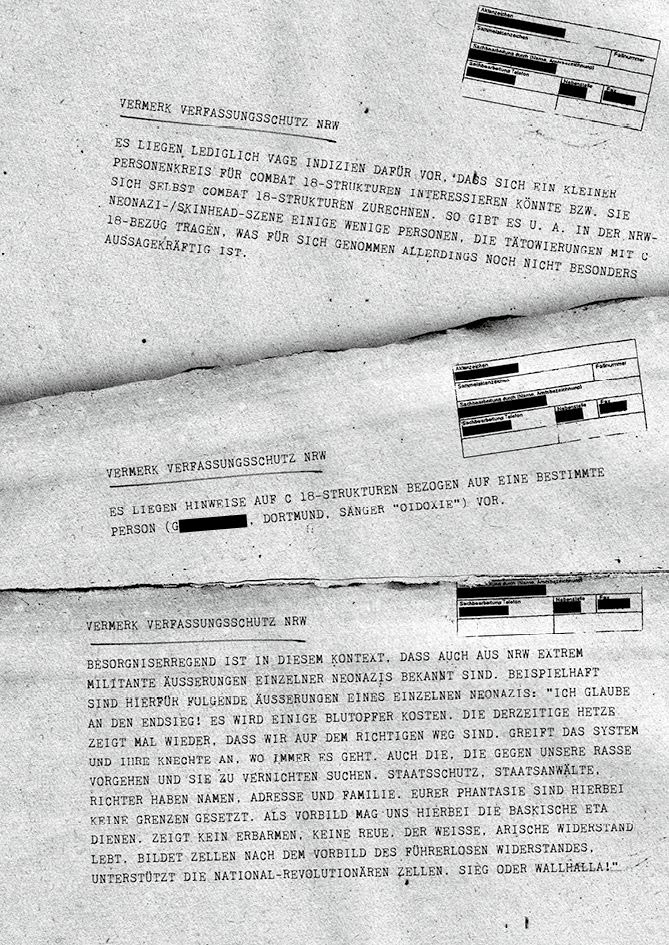 Aktenzeichen
Sammelaktenzeichen
Fallnummer
Sachbearbeitung durch (Name, Amtsbezeichnung)
Sachbearbeitung Telefon
Nebenstelle
Fax
VERMERK VERFASSUNGSSCHUTZ NRW
ES LIEGEN LEDIGLICH VAGE INDIZIEN DAFÜR VOR, DASS SICH EIN KLEINER
PERSONENKREIS FÜR COMBAT 18-STRUKTUREN INTERESSIEREN KÖNNTE BZW. SIE
SICH SELBST COMBAT 18-STRUKTUREN ZURECHNEN. SO GIBT ES U. A. IN DER NRW-
NEONAZI-/SKINHEAD-SZENE EINIGE WENIGE PERSONEN, DIE TÄTOWIERUNGEN MIT C
18-BEZUG TRAGEN, WAS FÜR SICH GENOMMEN ALLERDINGS NOCH NICHT BESONDERS
AUSSAGEKRÄFTIG IST.
Aktenzeichen
Sammelaktenzeichen
Fallnummer
Sachbearbeitung durch (Name, Amtsbezeichnung)
Sachbearbeitung Telefon
Nebenstelle
Fax
VERMERK VERFASSUNGSSCHUTZ NRW
ES LIEGEN HINWEISE AUF C 18-STRUKTUREN BEZOGEN AUF EINE BESTIMMTE
PERSON (G, DORTMUND, SÄNGER "OIDOXIE") VOR.
Sachbearbeitung Telefon
Nebenstelle
Fax
VERMERK VERFASSUNGSSCHUTZ NRW
BESORGNISERREGEND IST IN DIESEM KONTEXT, DASS AUCH AUS NRW EXTREM
MILITANTE ÄUSSERUNGEN EINZELNER NEONAZIS BEKANNT SIND. BEISPIELHAFT
SIND HIERFÜR FULGENDE ÄUSSERUNGEN EINES EINZELNEN NEONAZIS: "ICH GLAUBE
AN DEN ENDSIEG! ES WIRD EINIGE BLUTOPFER KOSTEN. DIE DERZEITIGE HETZE
ZEIGT MAL WIEDER, DASS WIR AUF DEM RICHTIGEN WEG SIND. GREIFT DAS SYSTEM
UND IHRE KNECHTE AN, WO IMMER ES GEHT. AUCH DIE, DIE GEGEN UNSERE RASSE
VORGEHEN UND SIE ZU VERNICHTEN SUCHEN. STAATSSCHUTZ, STAATSANWÄLTE,
RICHTER HABEN NAMEN, ADRESSE UND FAMILIE. EURER PHANTASIE SIND HIERBEI
KEINE GRENZEN GESETZT. ALS VORBILD MAG UNS HIERBEI DIE BASKISCHE ETA
DIENEN. ZEIGT KEIN ERBARMEN, KEINE REUE, DER WEISSE, ARISCHE WIDERSTAND
LEBT. BILDET ZELLEN NACH DEM VORBILD DES FÜHRERLOSEN WIDERSTANDES,
UNTERSTÜTZT DIE NATIONAL-REVOLUTIONÄREN ZELLEN. SIEG ODER WALLHALLA!"